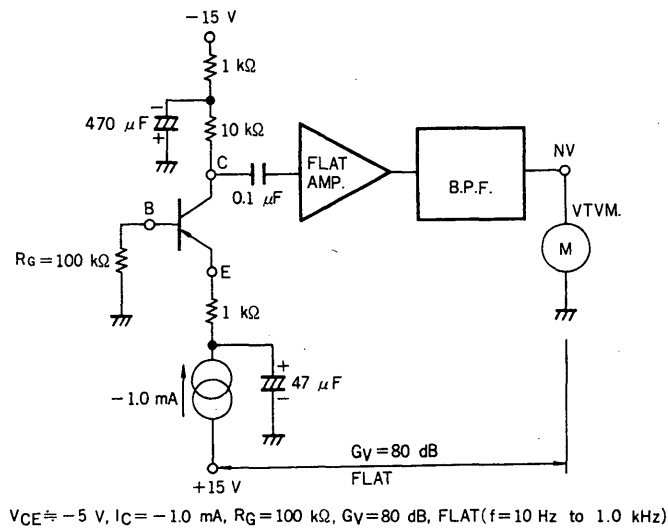 −15 V
1 kΩ
−
470 μF
+
10 kΩ
C
0.1 μF
FLAT
AMP.
B.P.F.
NV
VTVM.
M
B
RG=100 kΩ
E
1 kΩ
−1.0 mA
+
47 μF
−
+15 V
GV=80 dB
FLAT
VCE≒−5 V, IC=−1.0 mA, RG=100 kΩ, GV=80 dB, FLAT(f=10 Hz to 1.0 kHz)